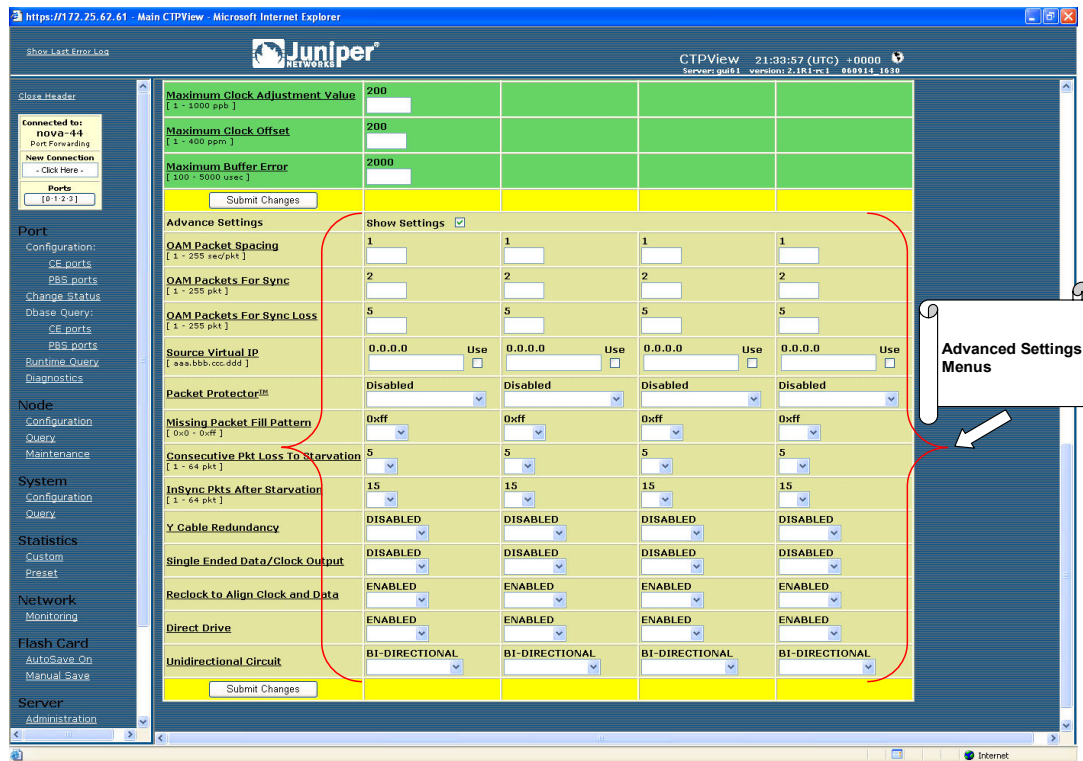 https://172.25.62.61 - Main CTPView - Microsoft Internet Explorer
Show Last Error Log
Juniper®
NETWORKS
CTPView 21:33:57 (UTC) +0000
Server: gui61 version: 2.1R1-rc1 060914_1630
Close Header
Connected to:
nova-44
Port Forwarding
New Connection
- Click Here -
Ports
[0-1-2-3]
Port
Configuration:
CE ports
PBS ports
Change Status
Dbase Query:
CE ports
PBS ports
Runtime Query
Diagnostics
Node
Configuration
Query
Maintenance
System
Configuration
Query
Statistics
Custom
Preset
Network
Monitoring
Flash Card
AutoSave On
Manual Save
Server
Administration
Maximum Clock Adjustment Value 200
[ 1 - 1000 ppb ]
Maximum Clock Offset 200
[ 1 - 400 ppm ]
Maximum Buffer Error 2000
[ 100 - 5000 usec ]
Submit Changes
Advance Settings Show Settings
OAM Packet Spacing 1 1 1 1
[ 1 - 255 sec/pkt ]
OAM Packets For Sync 2 2 2 2
[ 1 - 255 pkt ]
OAM Packets For Sync Loss 5 5 5 5
[ 1 - 255 pkt ]
Source Virtual IP 0.0.0.0 Use 0.0.0.0 Use 0.0.0.0 Use 0.0.0.0 Use
[ aaa.bbb.ccc.ddd ]
Packet Protector™ Disabled Disabled Disabled Disabled
Missing Packet Fill Pattern 0xff 0xff 0xff 0xff
[ 0x0 - 0xff ]
Consecutive Pkt Loss To Starvation 5 5 5 5
[ 1 - 64 pkt ]
InSync Pkts After Starvation 15 15 15 15
[ 1 - 64 pkt ]
Y Cable Redundancy DISABLED DISABLED DISABLED DISABLED
Single Ended Data/Clock Output DISABLED DISABLED DISABLED DISABLED
Reclock to Align Clock and Data ENABLED ENABLED ENABLED ENABLED
Direct Drive ENABLED ENABLED ENABLED ENABLED
Unidirectional Circuit BI-DIRECTIONAL BI-DIRECTIONAL BI-DIRECTIONAL BI-DIRECTIONAL
Submit Changes
Advanced Settings
Menus
Internet